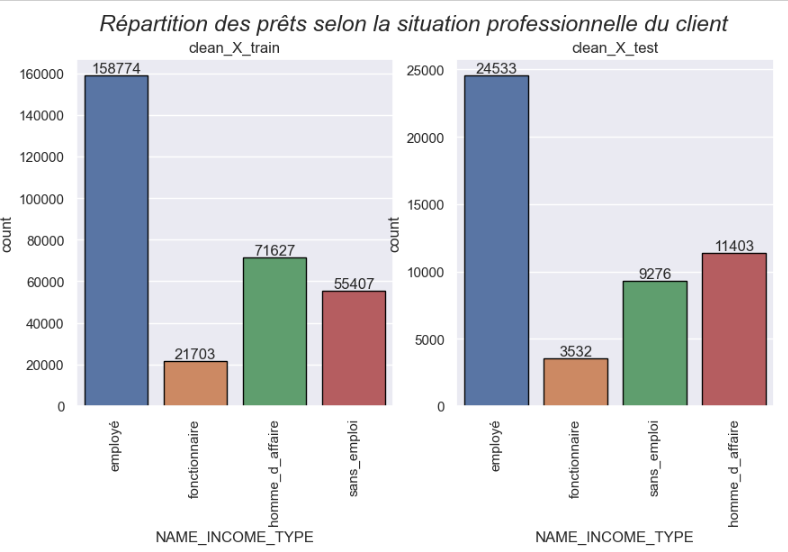 Répartition des prêts selon la situation professionnelle du client
clean_X_train
count
160000
140000
120000
100000
80000
60000
40000
20000
0
158774
21703
71627
55407
employé
fonctionnaire
homme_d_affaire
sans_emploi
NAME_INCOME_TYPE
clean_X_test
count
25000
20000
15000
10000
5000
0
24533
3532
9276
11403
employé
fonctionnaire
sans_emploi
homme_d_affaire
NAME_INCOME_TYPE